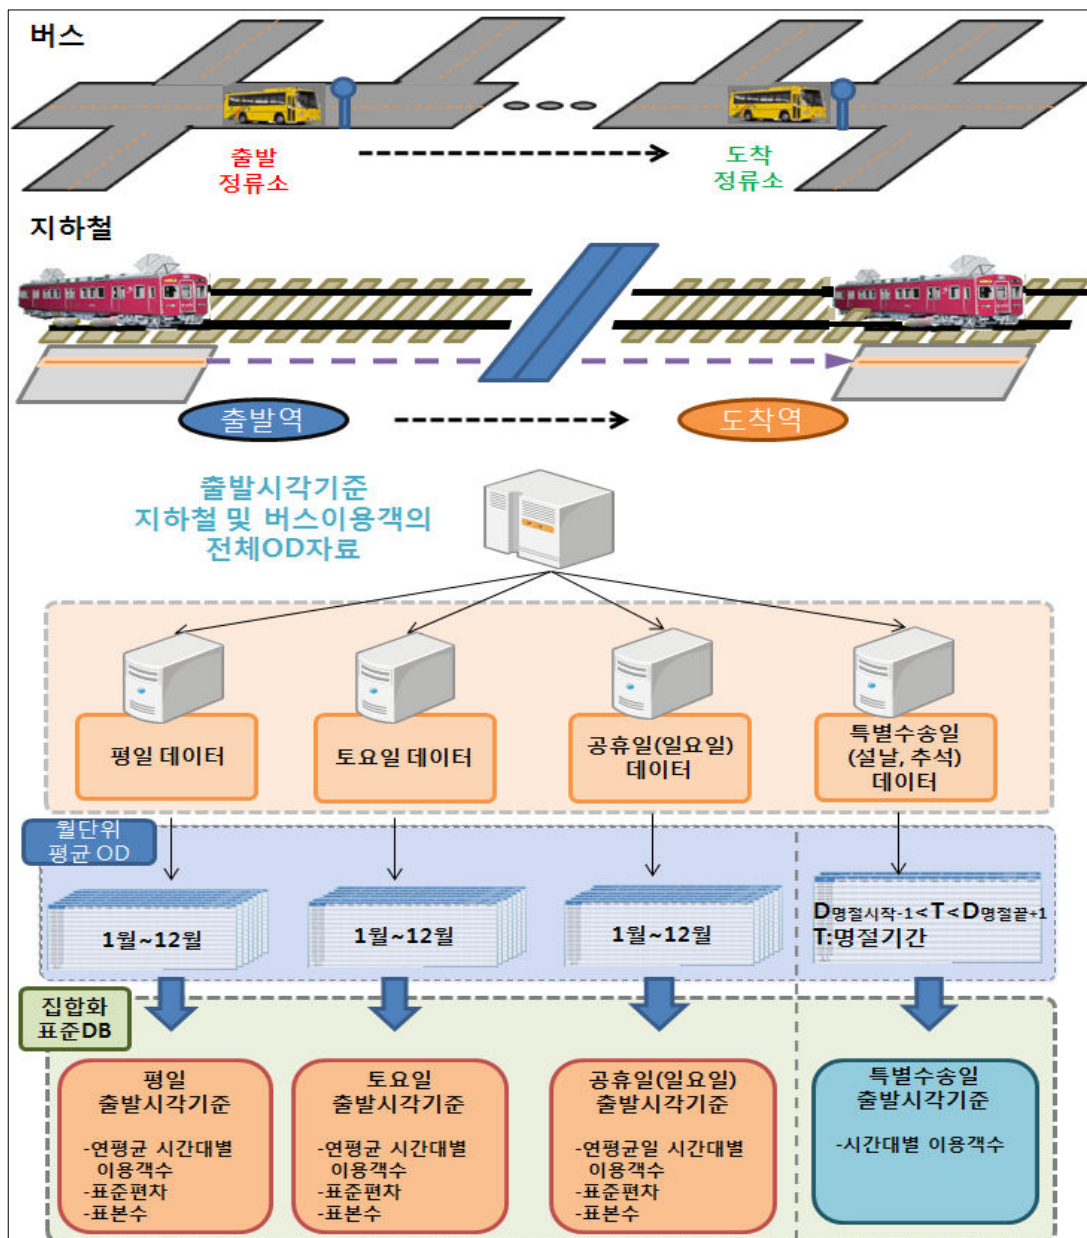 버스
출발
정류소
도착
정류소
지하철
출발역
도착역
출발시각기준
지하철 및 버스이용객의
전체OD자료
평일 데이터
토요일 데이터
공휴일(일요일)
데이터
특별수송일
(설날, 추석)
데이터
월단위
평균 OD
1월~12월
1월~12월
1월~12월
D명절시작-1<T<D명절끝+1
T:명절기간
집합화
표준DB
평일
출발시각기준
-연평균 시간대별
이용객수
-표준편차
-표본수
토요일
출발시각기준
-연평균 시간대별
이용객수
-표준편차
-표본수
공휴일(일요일)
출발시각기준
-연평균일 시간대별
이용객수
-표준편차
-표본수
특별수송일
출발시각기준
-시간대별 이용객수